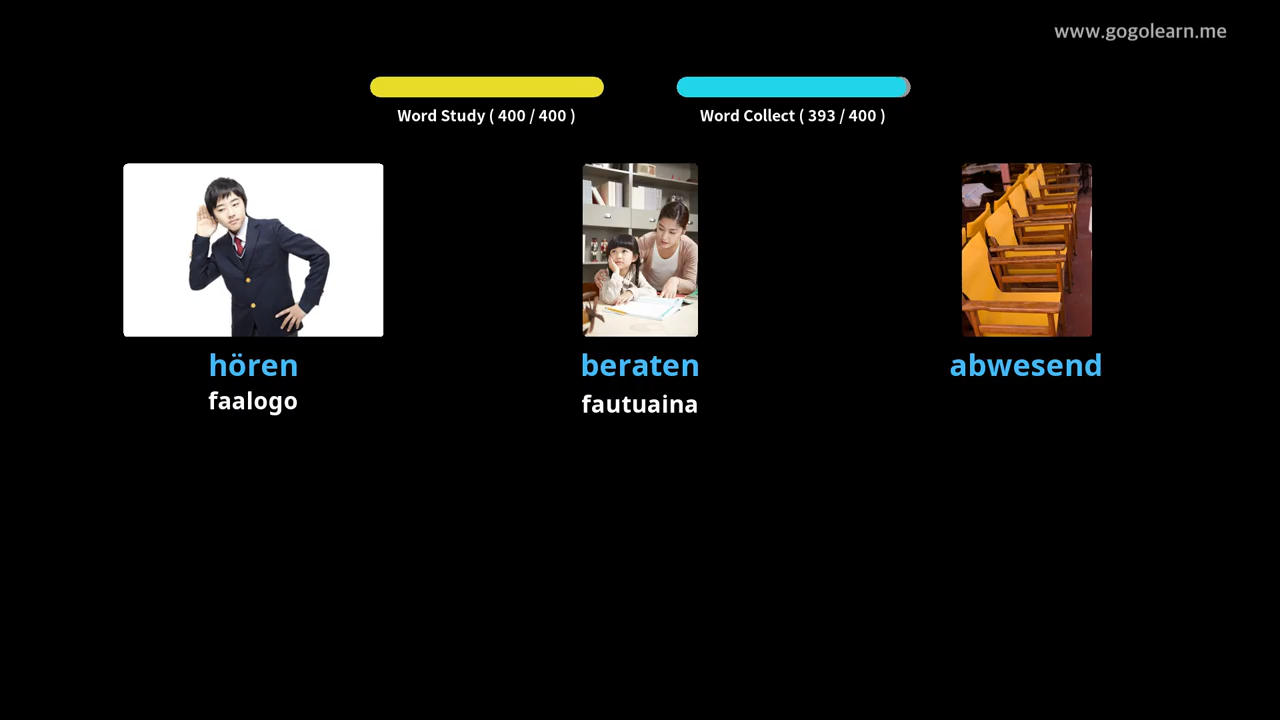 www.gogolearn.me
Word Study ( 400 / 400 )
Word Collect ( 393 / 400 )
hören
faalogo
beraten
fautuaina
abwesend